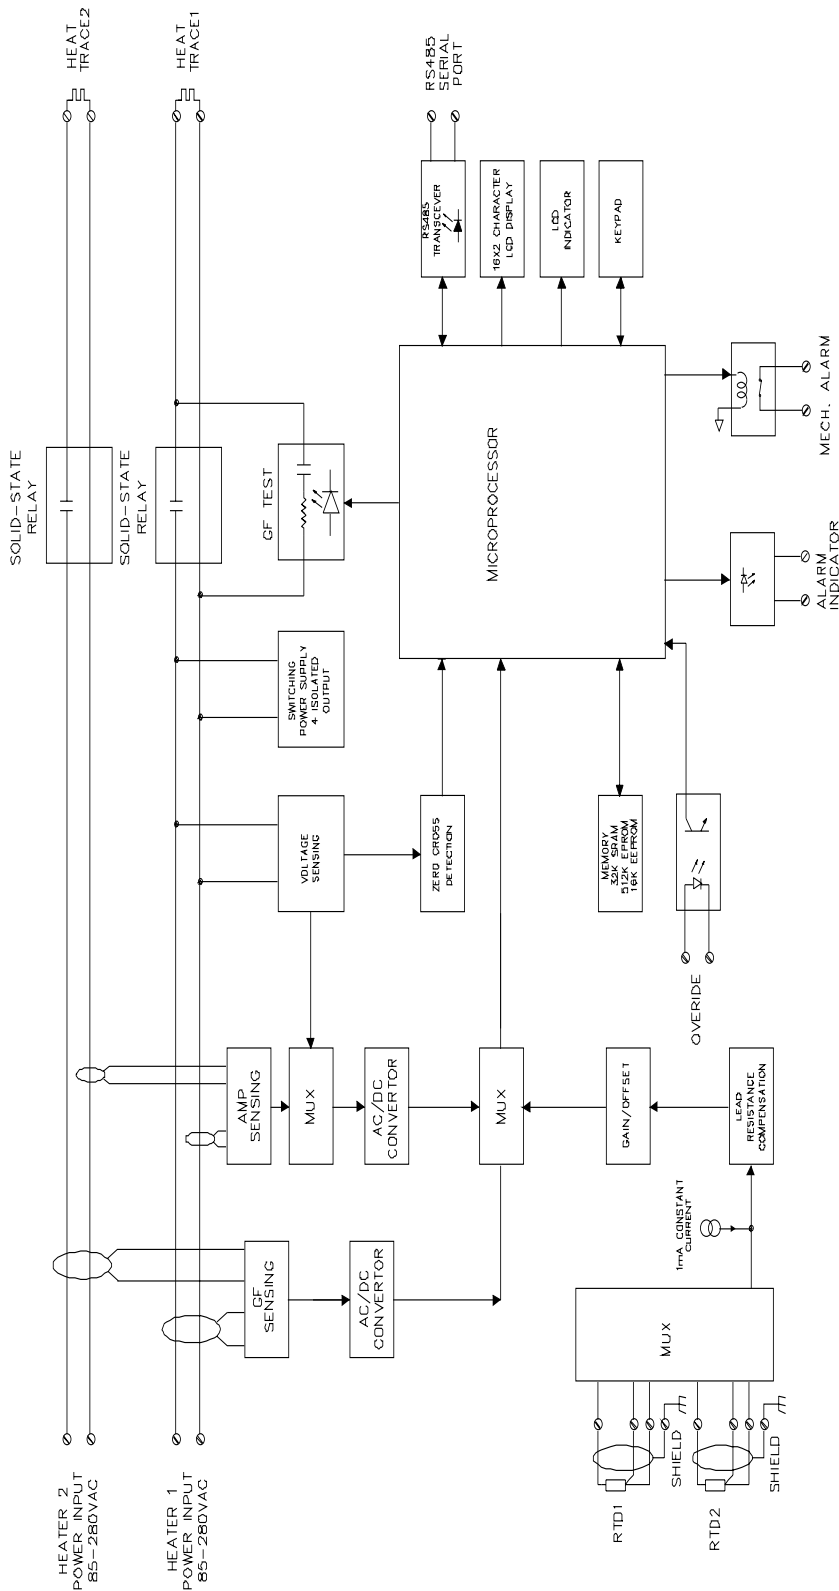 HEATER 2
POWER INPUT
85-280VAC
HEAT
TRACE2
SOLID-STATE
RELAY
HEATER 1
POWER INPUT
85-280VAC
HEAT
TRACE1
SOLID-STATE
RELAY
GF
SENSING
AMP
SENSING
VOLTAGE
SENSING
SWITCHING
POWER SUPPLY
4 ISOLATED
OUTPUT
GF TEST
MUX
AC/DC
CONVERTOR
AC/DC
CONVERTOR
ZERO CROSS
DETECTION
MUX
MICROPROCESSOR
RS485
TRANSCEVER
RS485
SERIAL
PORT
16X2 CHARACTER
LCD DISPLAY
LCD
INDICATOR
KEYPAD
MEMORY
32K SRAM
512K EPROM
16K EEPROM
GAIN/OFFSET
LEAD
RESISTANCE
COMPENSATION
1mA CONSTANT
CURRENT
MUX
RTD1
SHIELD
RTD2
SHIELD
OVERIDE
ALARM
INDICATOR
MECH. ALARM